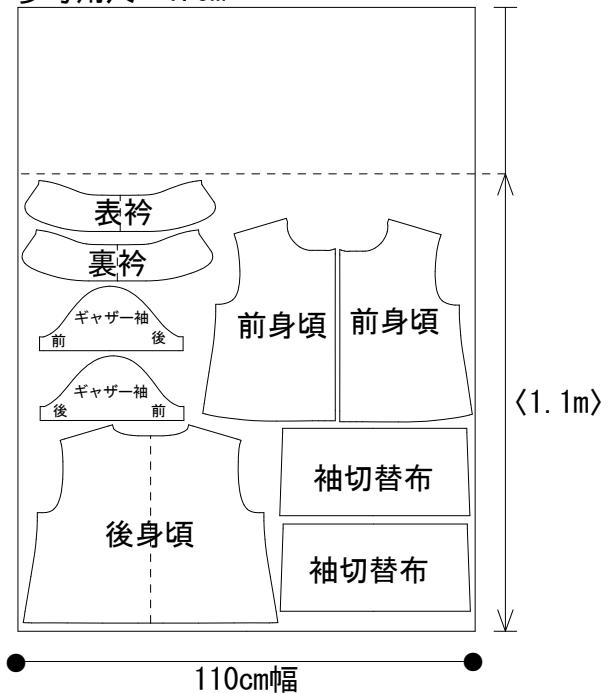 表衿
裏衿
ギャザー袖
前 後
ギャザー袖
後 前
前身頃 前身頃
〈1.1m〉
袖切替布
後身頃
袖切替布
110cm幅